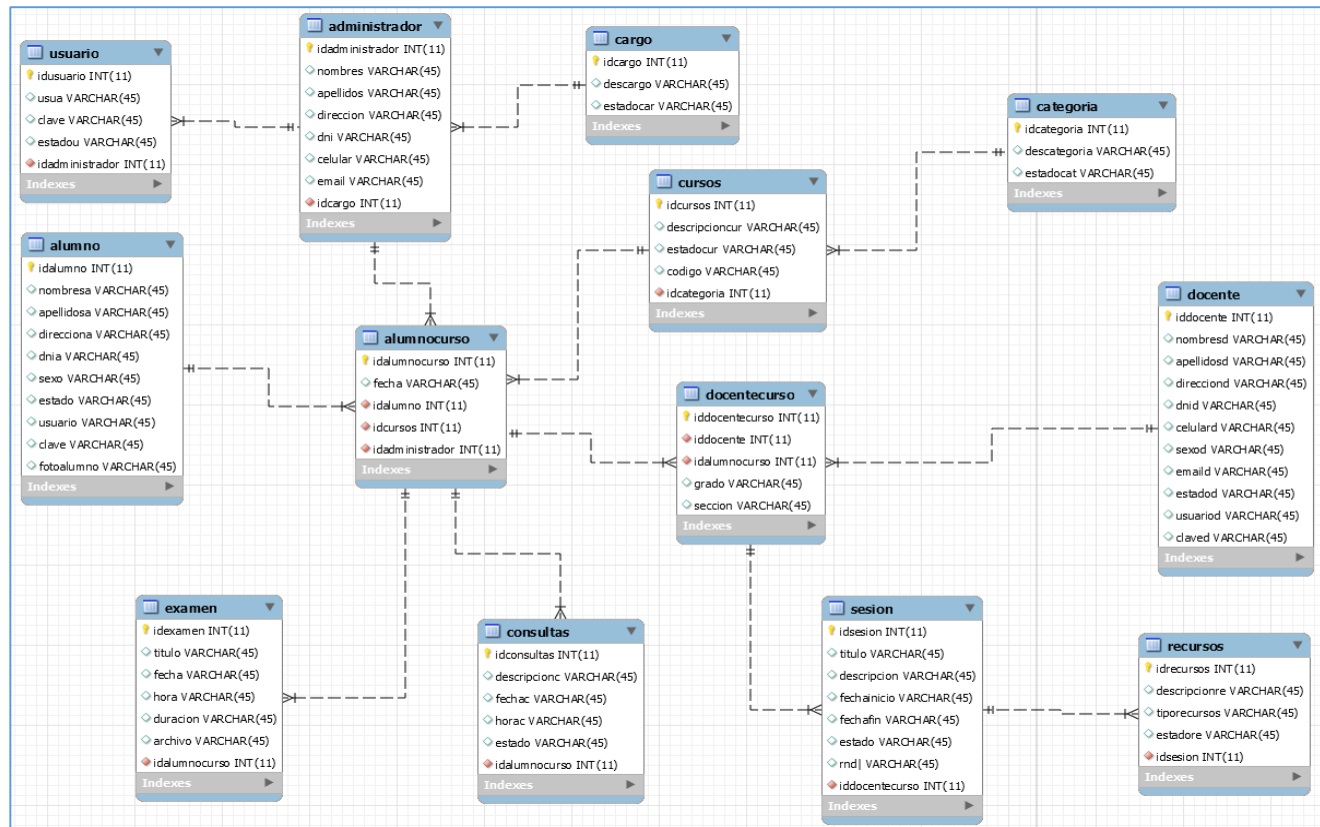 usuario
idusuario INT(11)
usua VARCHAR(45)
clave VARCHAR(45)
estadou VARCHAR(45)
idadministrador INT(11)
Indexes
administrador
idadministrador INT(11)
nombres VARCHAR(45)
apellidos VARCHAR(45)
direccion VARCHAR(45)
dni VARCHAR(45)
celular VARCHAR(45)
email VARCHAR(45)
idcargo INT(11)
Indexes
cargo
idcargo INT(11)
descargo VARCHAR(45)
estadocar VARCHAR(45)
Indexes
categoria
idcategoria INT(11)
descategoria VARCHAR(45)
estadocat VARCHAR(45)
Indexes
cursos
idcursos INT(11)
descripcioncur VARCHAR(45)
estadocur VARCHAR(45)
codigo VARCHAR(45)
idcategoria INT(11)
Indexes
alumno
idalumno INT(11)
nombresa VARCHAR(45)
apellidosa VARCHAR(45)
direcciona VARCHAR(45)
dnia VARCHAR(45)
sexo VARCHAR(45)
estado VARCHAR(45)
usuario VARCHAR(45)
clave VARCHAR(45)
fotoalumno VARCHAR(45)
Indexes
alumnocurso
idalumnocurso INT(11)
fecha VARCHAR(45)
idalumno INT(11)
idcursos INT(11)
idadministrador INT(11)
Indexes
docentecurso
iddocentecurso INT(11)
iddocente INT(11)
idalumnocurso INT(11)
grado VARCHAR(45)
seccion VARCHAR(45)
Indexes
docente
iddocente INT(11)
nombresd VARCHAR(45)
apellidosd VARCHAR(45)
direcciond VARCHAR(45)
dnid VARCHAR(45)
celulard VARCHAR(45)
sexod VARCHAR(45)
emaild VARCHAR(45)
estadod VARCHAR(45)
usuariod VARCHAR(45)
claved VARCHAR(45)
Indexes
examen
idexamen INT(11)
titulo VARCHAR(45)
fecha VARCHAR(45)
hora VARCHAR(45)
duracion VARCHAR(45)
archivo VARCHAR(45)
idalumnocurso INT(11)
Indexes
consultas
idconsultas INT(11)
descripcionc VARCHAR(45)
fechac VARCHAR(45)
horac VARCHAR(45)
estado VARCHAR(45)
idalumnocurso INT(11)
Indexes
sesion
idsesion INT(11)
titulo VARCHAR(45)
descripcion VARCHAR(45)
fechainicio VARCHAR(45)
fechafin VARCHAR(45)
estado VARCHAR(45)
rnd| VARCHAR(45)
iddocentecurso INT(11)
Indexes
recursos
idrecursos INT(11)
descripcionre VARCHAR(45)
tiporecursos VARCHAR(45)
estadore VARCHAR(45)
idsesion INT(11)
Indexes